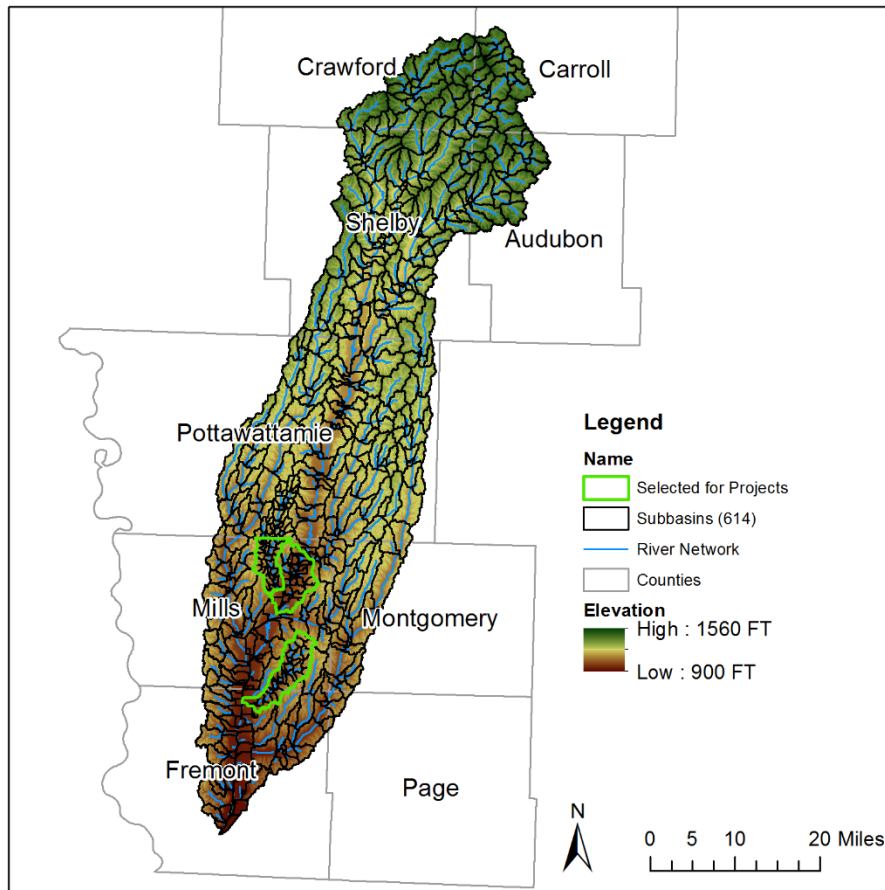 Crawford
Carroll
Shelby
Audubon
Pottawattamie
Mills
Montgomery
Fremont
Page
Legend
Name
Selected for Projects
Subbasins (614)
River Network
Counties
Elevation
High : 1560 FT
Low : 900 FT
N
0 5 10 20 Miles